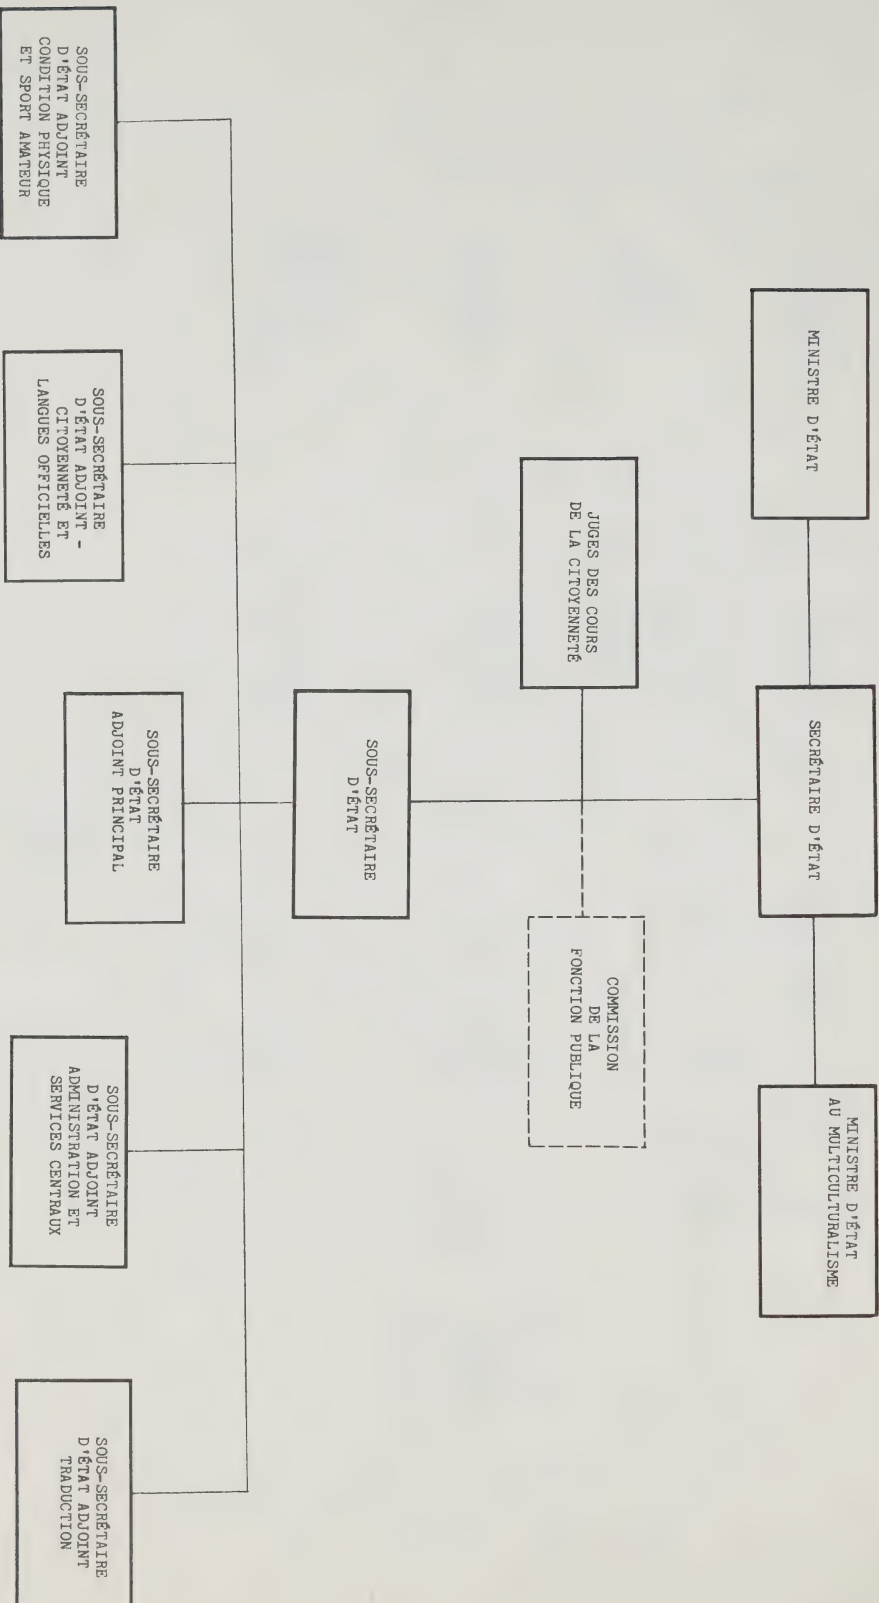 MINISTRE D'ÉTAT
SECRÉTAIRE D'ÉTAT
MINISTRE D'ÉTAT
AU MULTICULTURALISME
JUGES DES COURS
DE LA CITOYENNETÉ
COMMISSION
DE LA
FONCTION PUBLIQUE
SOUS-SECRÉTAIRE
D'ÉTAT
SOUS-SECRÉTAIRE
D'ÉTAT ADJOINT
CONDITION PHYSIQUE
ET SPORT AMATEUR
SOUS-SECRÉTAIRE
D'ÉTAT ADJOINT -
CITOYENNETÉ ET
LANGUES OFFICIELLES
SOUS-SECRÉTAIRE
D'ÉTAT
ADJOINT PRINCIPAL
SOUS-SECRÉTAIRE
D'ÉTAT ADJOINT
ADMINISTRATION ET
SERVICES CENTRAUX
SOUS-SECRÉTAIRE
D'ÉTAT ADJOINT
TRADUCTION